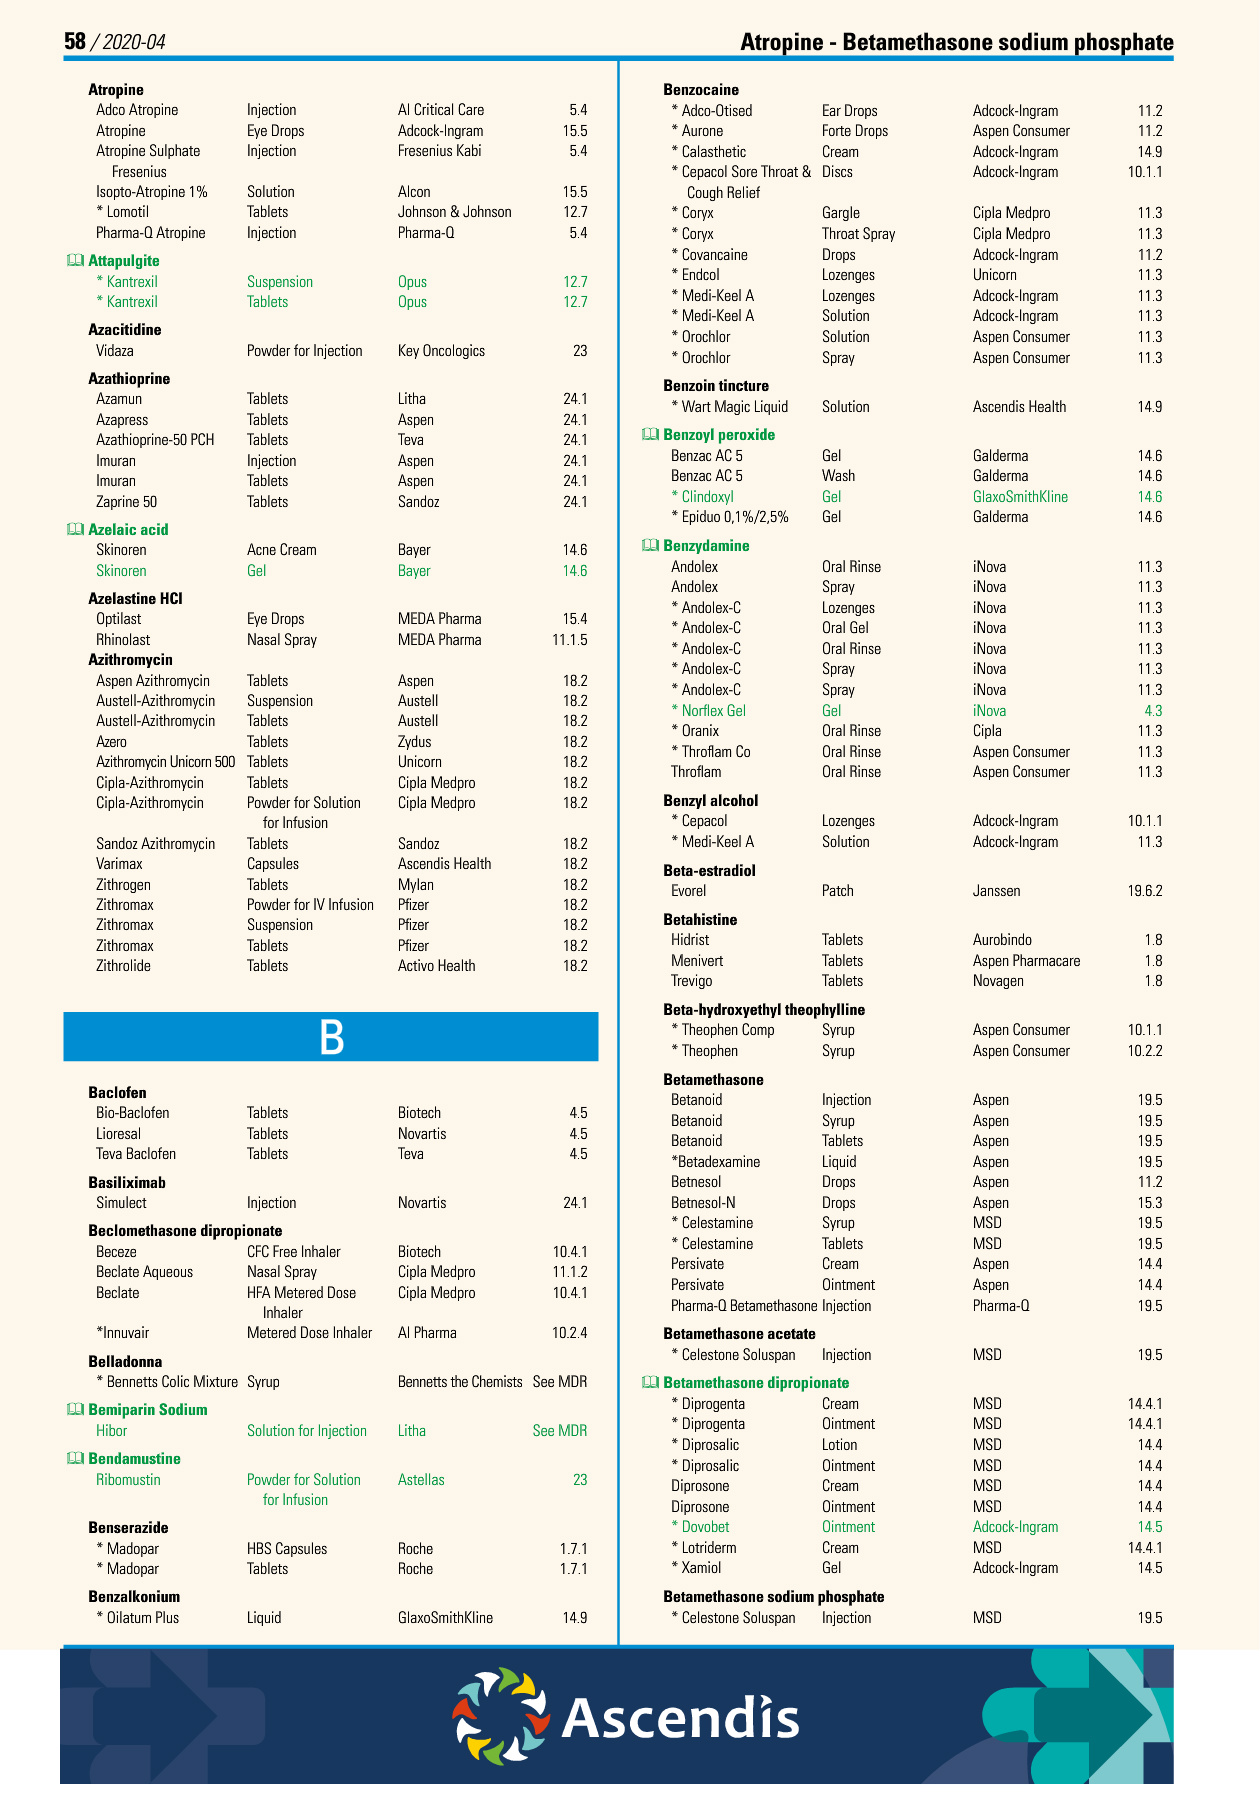 58 / 2020-04
Atropine - Betamethasone sodium phosphate
Atropine
Adco Atropine Injection AI Critical Care 5.4
Atropine Eye Drops Adcock-Ingram 15.5
Atropine Sulphate Injection Fresenius Kabi 5.4
Fresenius
Isopto-Atropine 1% Solution Alcon 15.5
* Lomotil Tablets Johnson & Johnson 12.7
Pharma-Q Atropine Injection Pharma-Q 5.4
Attapulgite
* Kantrexil Suspension Opus 12.7
* Kantrexil Tablets Opus 12.7
Azacitidine
Vidaza Powder for Injection Key Oncologics 23
Azathioprine
Azamun Tablets Litha 24.1
Azapress Tablets Aspen 24.1
Azathioprine-50 PCH Tablets Teva 24.1
Imuran Injection Aspen 24.1
Imuran Tablets Aspen 24.1
Zaprine 50 Tablets Sandoz 24.1
Azelaic acid
Skinoren Acne Cream Bayer 14.6
Skinoren Gel Bayer 14.6
Azelastine HCl
Optilast Eye Drops MEDA Pharma 15.4
Rhinolast Nasal Spray MEDA Pharma 11.1.5
Azithromycin
Aspen Azithromycin Tablets Aspen 18.2
Austell-Azithromycin Suspension Austell 18.2
Austell-Azithromycin Tablets Austell 18.2
Azero Tablets Zydus 18.2
Azithromycin Unicorn 500 Tablets Unicorn 18.2
Cipla-Azithromycin Tablets Cipla Medpro 18.2
Cipla-Azithromycin Powder for Solution Cipla Medpro 18.2
for Infusion
Sandoz Azithromycin Tablets Sandoz 18.2
Varimax Capsules Ascendis Health 18.2
Zithrogen Tablets Mylan 18.2
Zithromax Powder for IV Infusion Pfizer 18.2
Zithromax Suspension Pfizer 18.2
Zithromax Tablets Pfizer 18.2
Zithrolide Tablets Activo Health 18.2
B
Baclofen
Bio-Baclofen Tablets Biotech 4.5
Lioresal Tablets Novartis 4.5
Teva Baclofen Tablets Teva 4.5
Basiliximab
Simulect Injection Novartis 24.1
Beclomethasone dipropionate
Beceze CFC Free Inhaler Biotech 10.4.1
Beclate Aqueous Nasal Spray Cipla Medpro 11.1.2
Beclate HFA Metered Dose Cipla Medpro 10.4.1
Inhaler
*Innuvair Metered Dose Inhaler AI Pharma 10.2.4
Belladonna
* Bennetts Colic Mixture Syrup Bennetts the Chemists See MDR
Bemiparin Sodium
Hibor Solution for Injection Litha See MDR
Bendamustine
Ribomustin Powder for Solution Astellas 23
for Infusion
Benserazide
* Madopar HBS Capsules Roche 1.7.1
* Madopar Tablets Roche 1.7.1
Benzalkonium
* Oilatum Plus Liquid GlaxoSmithKline 14.9
Benzocaine
* Adco-Otised Ear Drops Adcock-Ingram 11.2
* Aurone Forte Drops Aspen Consumer 11.2
* Calasthetic Cream Adcock-Ingram 14.9
* Cepacol Sore Throat & Discs Adcock-Ingram 10.1.1
Cough Relief
* Coryx Gargle Cipla Medpro 11.3
* Coryx Throat Spray Cipla Medpro 11.3
* Covancaine Drops Adcock-Ingram 11.2
* Endcol Lozenges Unicorn 11.3
* Medi-Keel A Lozenges Adcock-Ingram 11.3
* Medi-Keel A Solution Adcock-Ingram 11.3
* Orochlor Solution Aspen Consumer 11.3
* Orochlor Spray Aspen Consumer 11.3
Benzoin tincture
* Wart Magic Liquid Solution Ascendis Health 14.9
Benzoyl peroxide
Benzac AC 5 Gel Galderma 14.6
Benzac AC 5 Wash Galderma 14.6
* Clindoxyl Gel GlaxoSmithKline 14.6
* Epiduo 0,1%/2,5% Gel Galderma 14.6
Benzydamine
Andolex Oral Rinse iNova 11.3
Andolex Spray iNova 11.3
* Andolex-C Lozenges iNova 11.3
* Andolex-C Oral Gel iNova 11.3
* Andolex-C Oral Rinse iNova 11.3
* Andolex-C Spray iNova 11.3
* Andolex-C Spray iNova 11.3
* Norflex Gel Gel iNova 4.3
* Oranix Oral Rinse Cipla 11.3
* Throflam Co Oral Rinse Aspen Consumer 11.3
Throflam Oral Rinse Aspen Consumer 11.3
Benzyl alcohol
* Cepacol Lozenges Adcock-Ingram 10.1.1
* Medi-Keel A Solution Adcock-Ingram 11.3
Beta-estradiol
Evorel Patch Janssen 19.6.2
Betahistine
Hidrist Tablets Aurobindo 1.8
Menivert Tablets Aspen Pharmacare 1.8
Trevigo Tablets Novagen 1.8
Beta-hydroxyethyl theophylline
* Theophen Comp Syrup Aspen Consumer 10.1.1
* Theophen Syrup Aspen Consumer 10.2.2
Betamethasone
Betanoid Injection Aspen 19.5
Betanoid Syrup Aspen 19.5
Betanoid Tablets Aspen 19.5
*Betadexamine Liquid Aspen 19.5
Betnesol Drops Aspen 11.2
Betnesol-N Drops Aspen 15.3
* Celestamine Syrup MSD 19.5
* Celestamine Tablets MSD 19.5
Persivate Cream Aspen 14.4
Persivate Ointment Aspen 14.4
Pharma-Q Betamethasone Injection Pharma-Q 19.5
Betamethasone acetate
* Celestone Soluspan Injection MSD 19.5
Betamethasone dipropionate
* Diprogenta Cream MSD 14.4.1
* Diprogenta Ointment MSD 14.4.1
* Diprosalic Lotion MSD 14.4
* Diprosalic Ointment MSD 14.4
Diprosone Cream MSD 14.4
Diprosone Ointment MSD 14.4
* Dovobet Ointment Adcock-Ingram 14.5
* Lotriderm Cream MSD 14.4.1
* Xamiol Gel Adcock-Ingram 14.5
Betamethasone sodium phosphate
* Celestone Soluspan Injection MSD 19.5
Ascendis